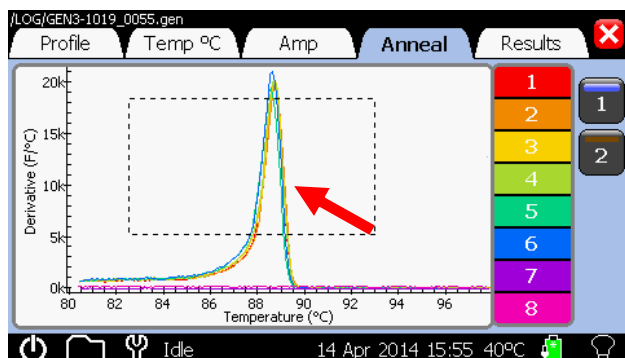 /LOG/GEN3-1019_0055.gen
Profile Temp ºC Amp Anneal Results
20k
15k
10k
5k
0k
Derivative (F/°C)
80 82 84 86 88 90 92 94 96
Temperature (°C)
1
2
3
4
5
6
7
8
1
2
Idle 14 Apr 2014 15:55 40ºC